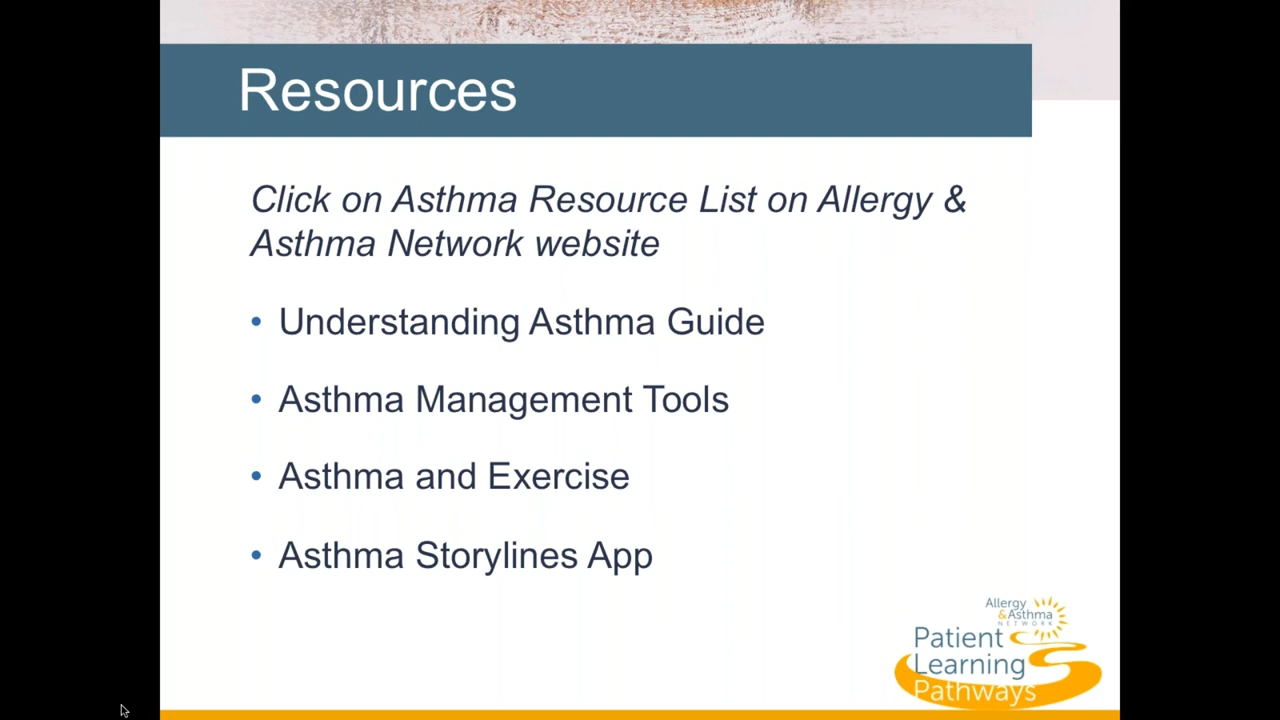 Resources
Click on Asthma Resource List on Allergy &
Asthma Network website
• Understanding Asthma Guide
• Asthma Management Tools
• Asthma and Exercise
• Asthma Storylines App
Allergy
&Asthma
NETWORK
Patient
Learning
Pathways